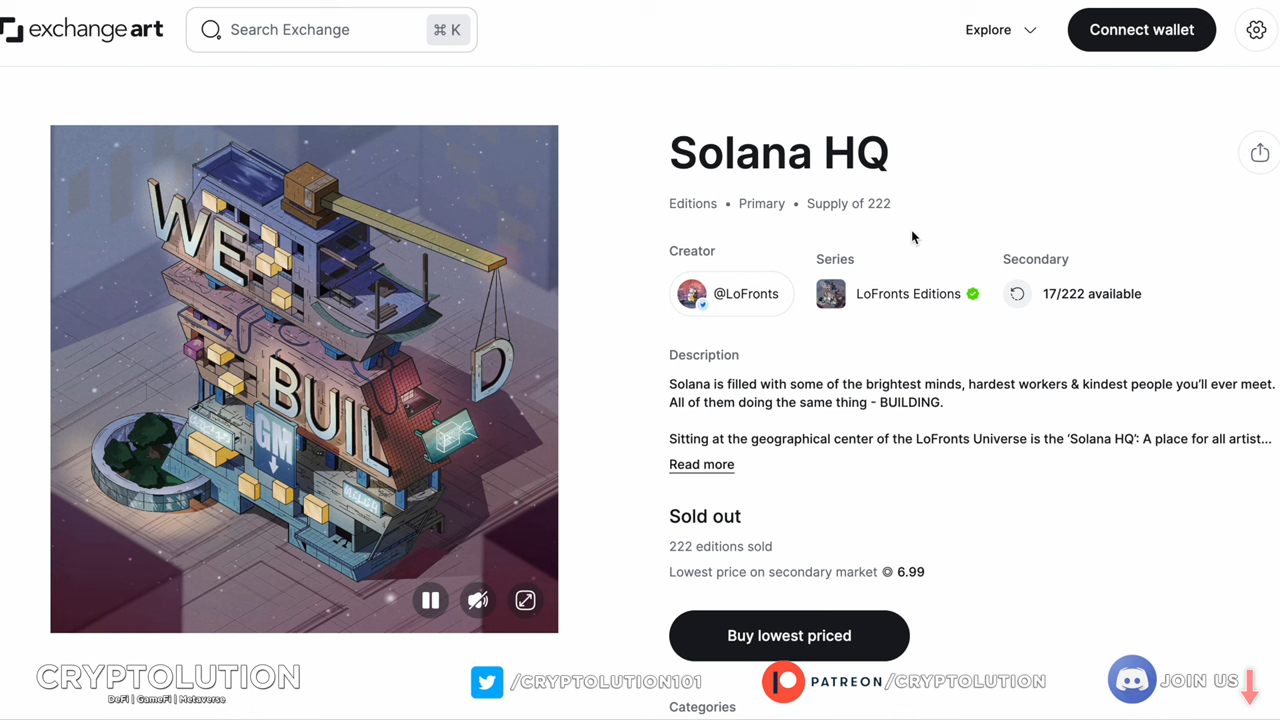 exchange art
Search Exchange
⌘ K
Explore
Connect wallet
WE
BUIL
D
GM
Solana HQ
Editions • Primary • Supply of 222
Creator
Series
Secondary
@LoFronts
LoFronts Editions
17/222 available
Description
Solana is filled with some of the brightest minds, hardest workers & kindest people you’ll ever meet.
All of them doing the same thing - BUILDING.
Sitting at the geographical center of the LoFronts Universe is the ‘Solana HQ’: A place for all artist...
Read more
Sold out
222 editions sold
Lowest price on secondary market 6.99
Buy lowest priced
CRYPTOLUTION
DeFi | GameFi | Metaverse
/CRYPTOLUTION101
PATREON/CRYPTOLUTION
JOIN US
Categories